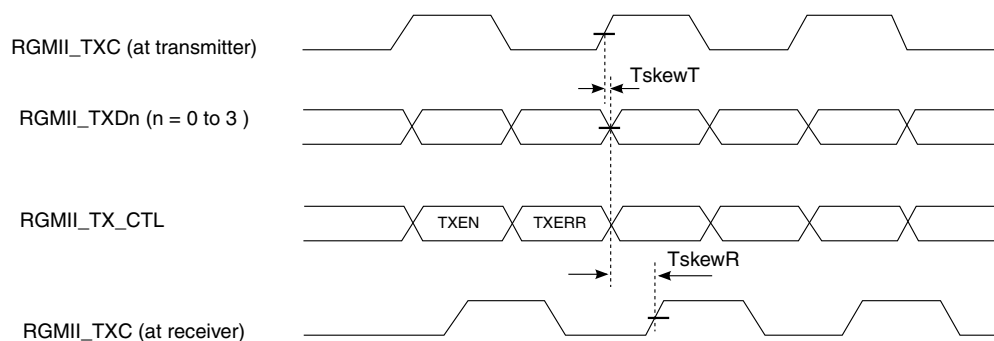 RGMII_TXC (at transmitter)
TskewT
RGMII_TXDn (n = 0 to 3 )
RGMII_TX_CTL
TXEN
TXERR
TskewR
RGMII_TXC (at receiver)